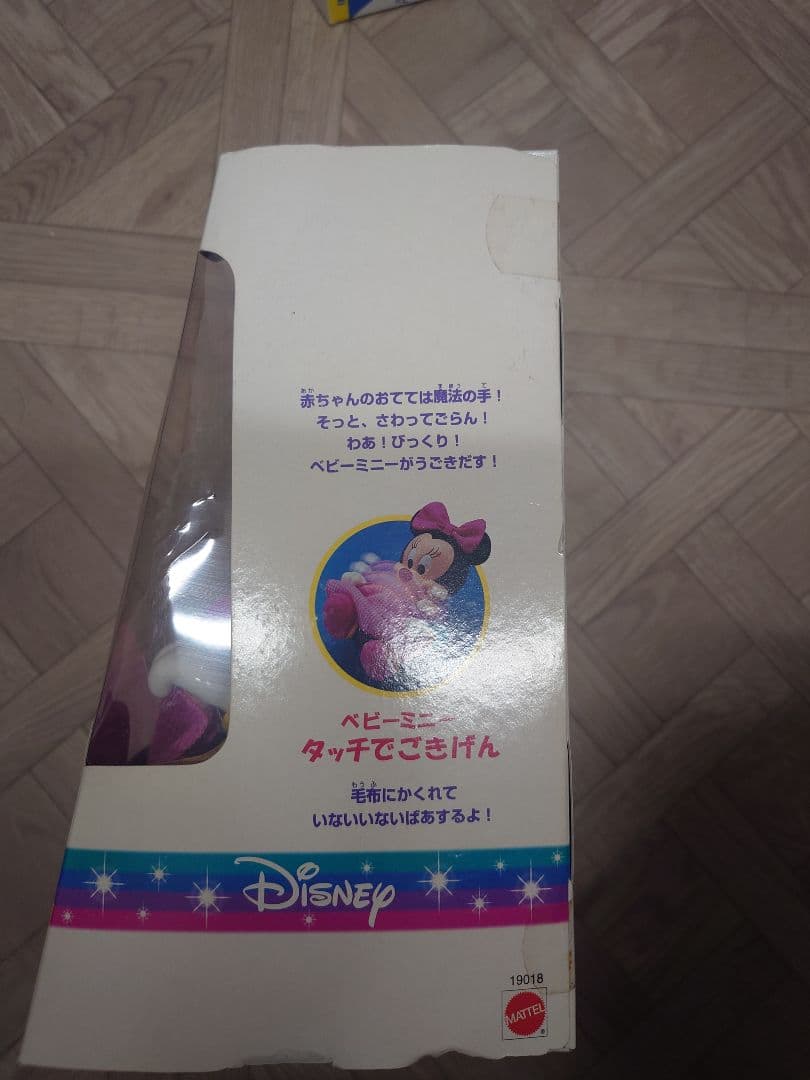 赤ちゃんのおてては魔法の手！
そっと、さわってごらん！
わあ！びっくり！
ベビーミニーがうごきだす！
ベビーミニー
タッチでごきげん
毛布にかくれて
いないいないばあするよ！
Disney
19018
MATTEL